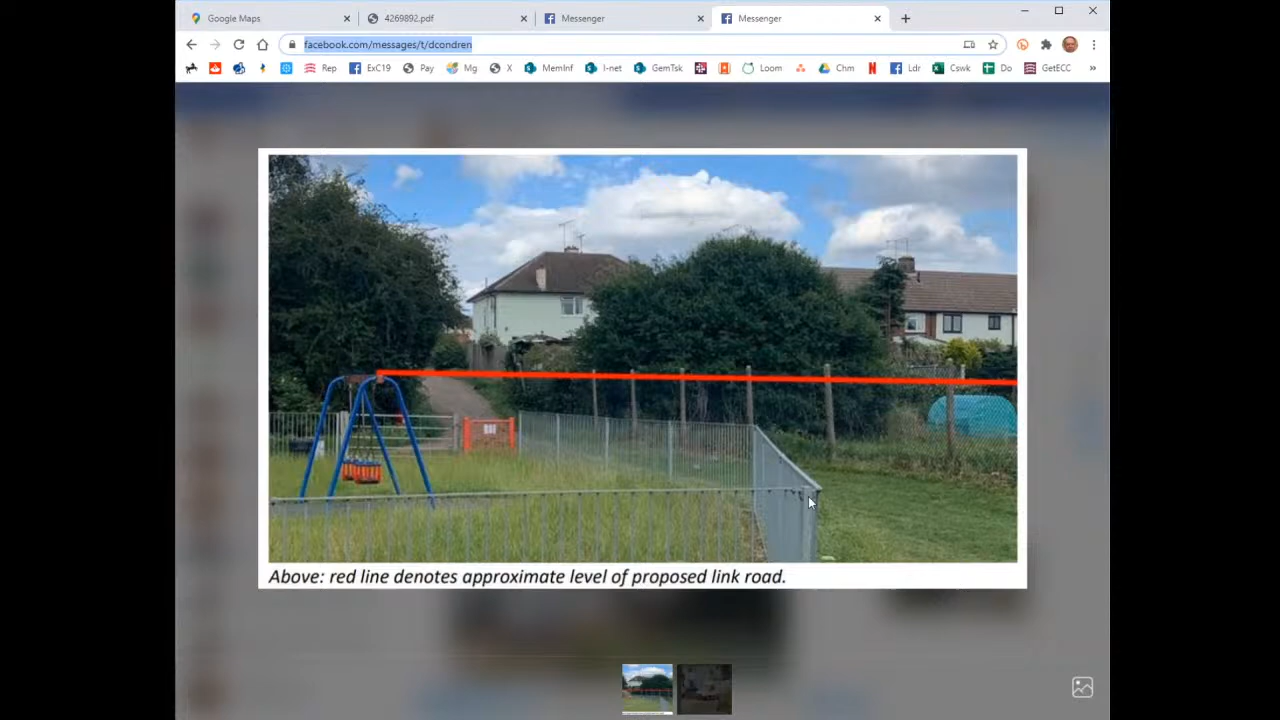 Google Maps
4269892.pdf
Messenger
Messenger
facebook.com/messages/t/dcondren
Rep
ExC19
Pay
Mg
X
MemInf
I-net
GemTsk
Loom
Chm
Ldr
Cswk
Do
GetECC
»
Above: red line denotes approximate level of proposed link road.